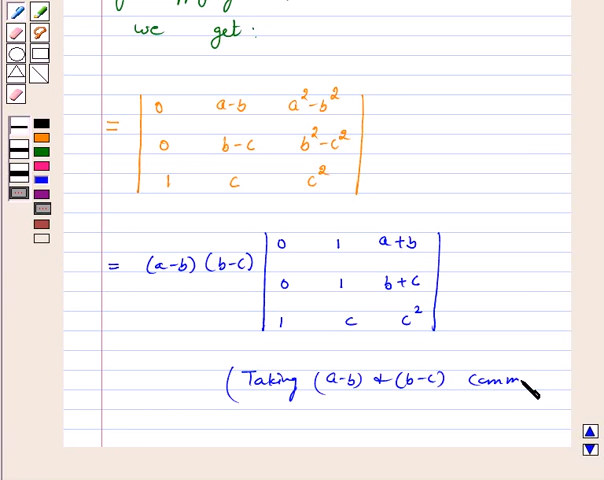 we get:
= | 0 a-b a²-b² |
| 0 b-c b²-c² |
| 1 c c² |
= (a-b) (b-c) | 0 1 a+b |
| 0 1 b+c |
| 1 c c² |
(Taking (a-b) & (b-c) comm